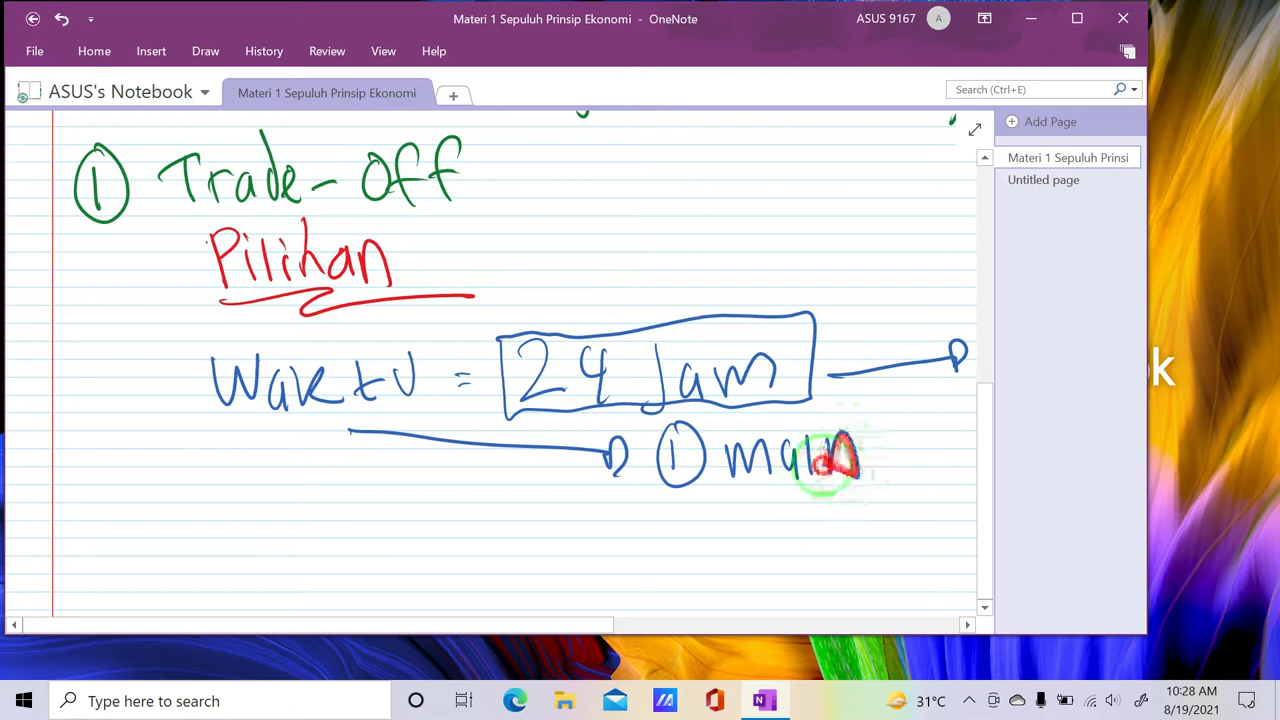 Materi 1 Sepuluh Prinsip Ekonomi - OneNote
ASUS 9167
A
File Home Insert Draw History Review View Help
ASUS's Notebook
Materi 1 Sepuluh Prinsip Ekonomi
Search (Ctrl+E)
Add Page
Materi 1 Sepuluh Prinsi
Untitled page
1 Trade-Off
Pilihan
Waktu = 24 Jam
1 main
ok
Type here to search
31°C
10:28 AM
8/19/2021